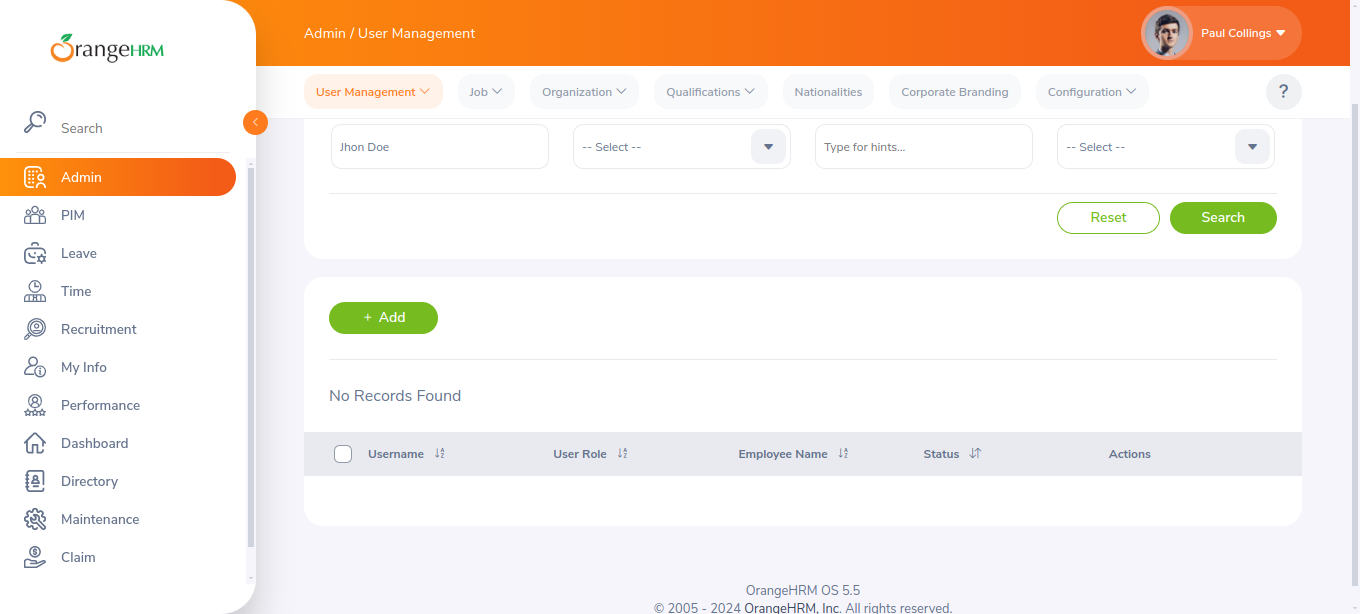 OrangeHRM
Admin / User Management
Paul Collings
User Management
Job
Organization
Qualifications
Nationalities
Corporate Branding
Configuration
?
Search
Admin
PIM
Leave
Time
Recruitment
My Info
Performance
Dashboard
Directory
Maintenance
Claim
Jhon Doe
-- Select --
Type for hints...
-- Select --
Reset
Search
+ Add
No Records Found
Username
User Role
Employee Name
Status
Actions
OrangeHRM OS 5.5
© 2005 - 2024 OrangeHRM, Inc. All rights reserved.